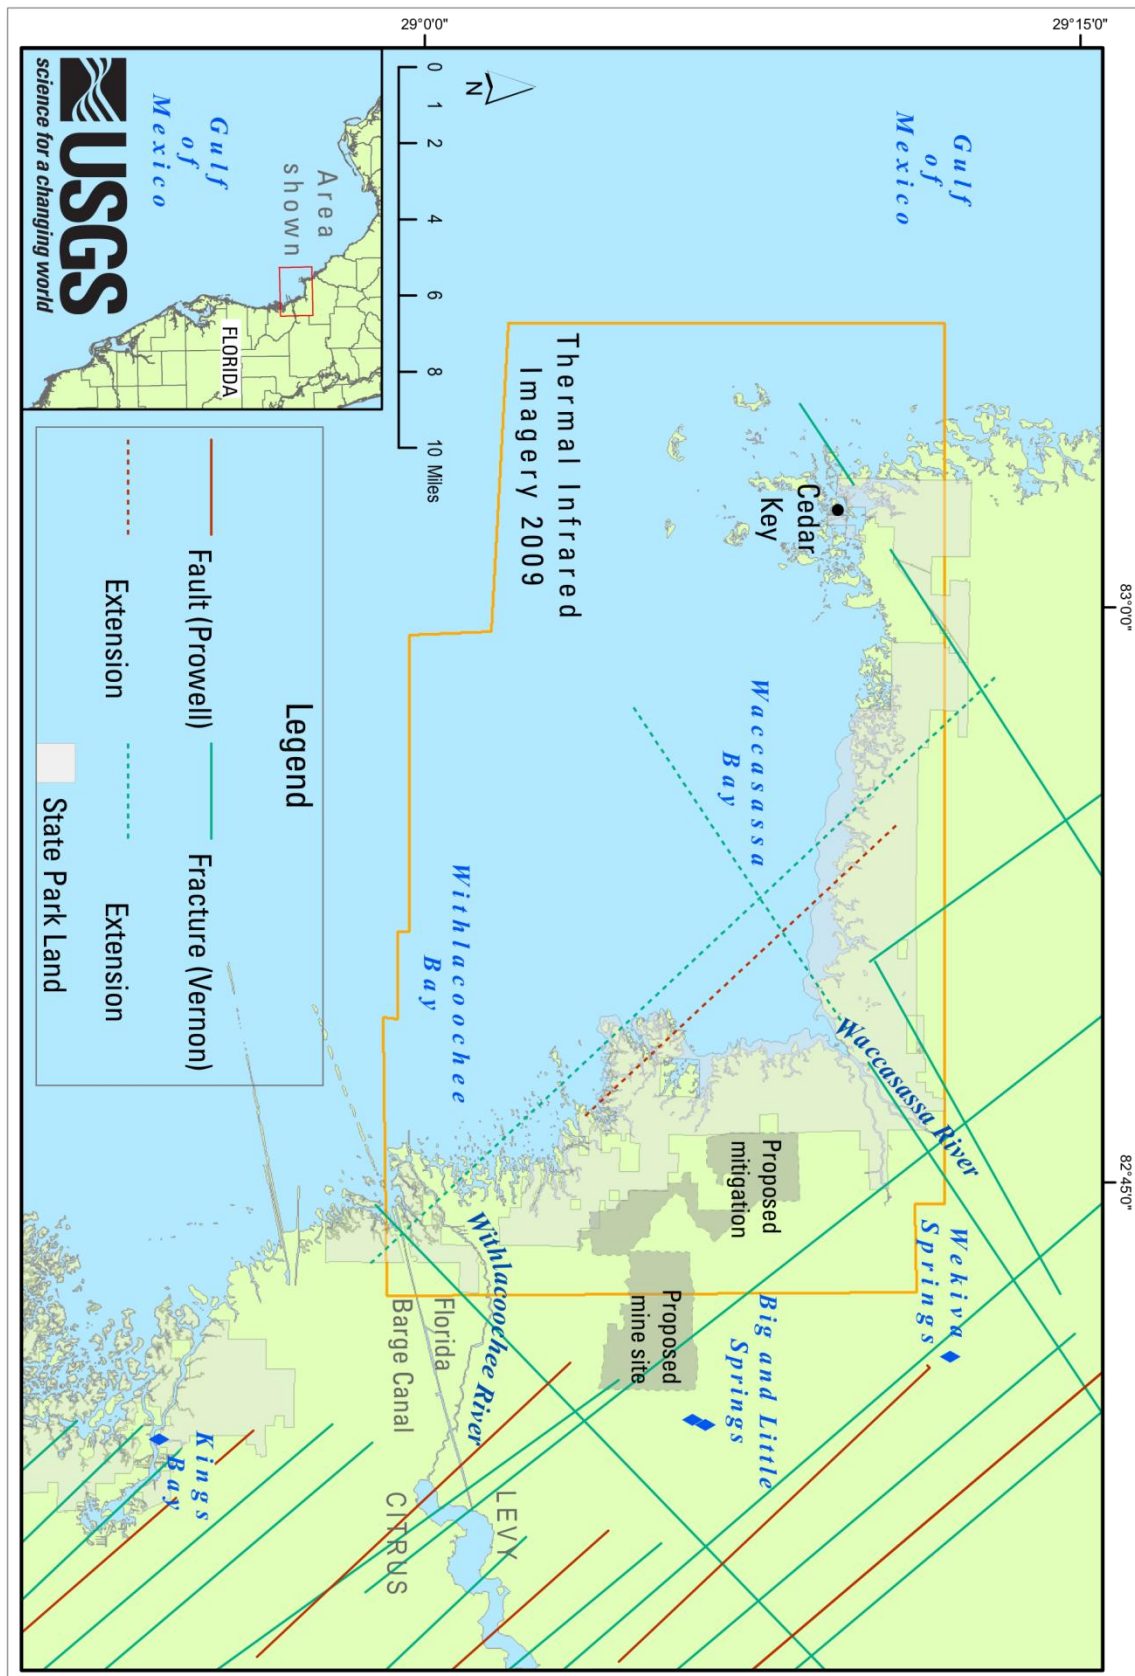 29°0'0"
29°15'0"
83°0'0"
82°45'0"
Gulf
of
Mexico
Cedar
Key
Waccasassa
Bay
Waccasassa River
Wekiva
Springs
Proposed
mitigation
Big and Little
Springs
Proposed
mine site
Thermal Infrared
Imagery 2009
Withlacoochee
Bay
Withlacoochee River
Florida
Barge Canal
LEVY
CITRUS
Kings
Bay
N
0 1 2 4 6 8 10 Miles
Gulf
of
Mexico
Area
shown
FLORIDA
USGS
science for a changing world
Legend
Fault (Prowell)
Fracture (Vernon)
Extension
Extension
State Park Land